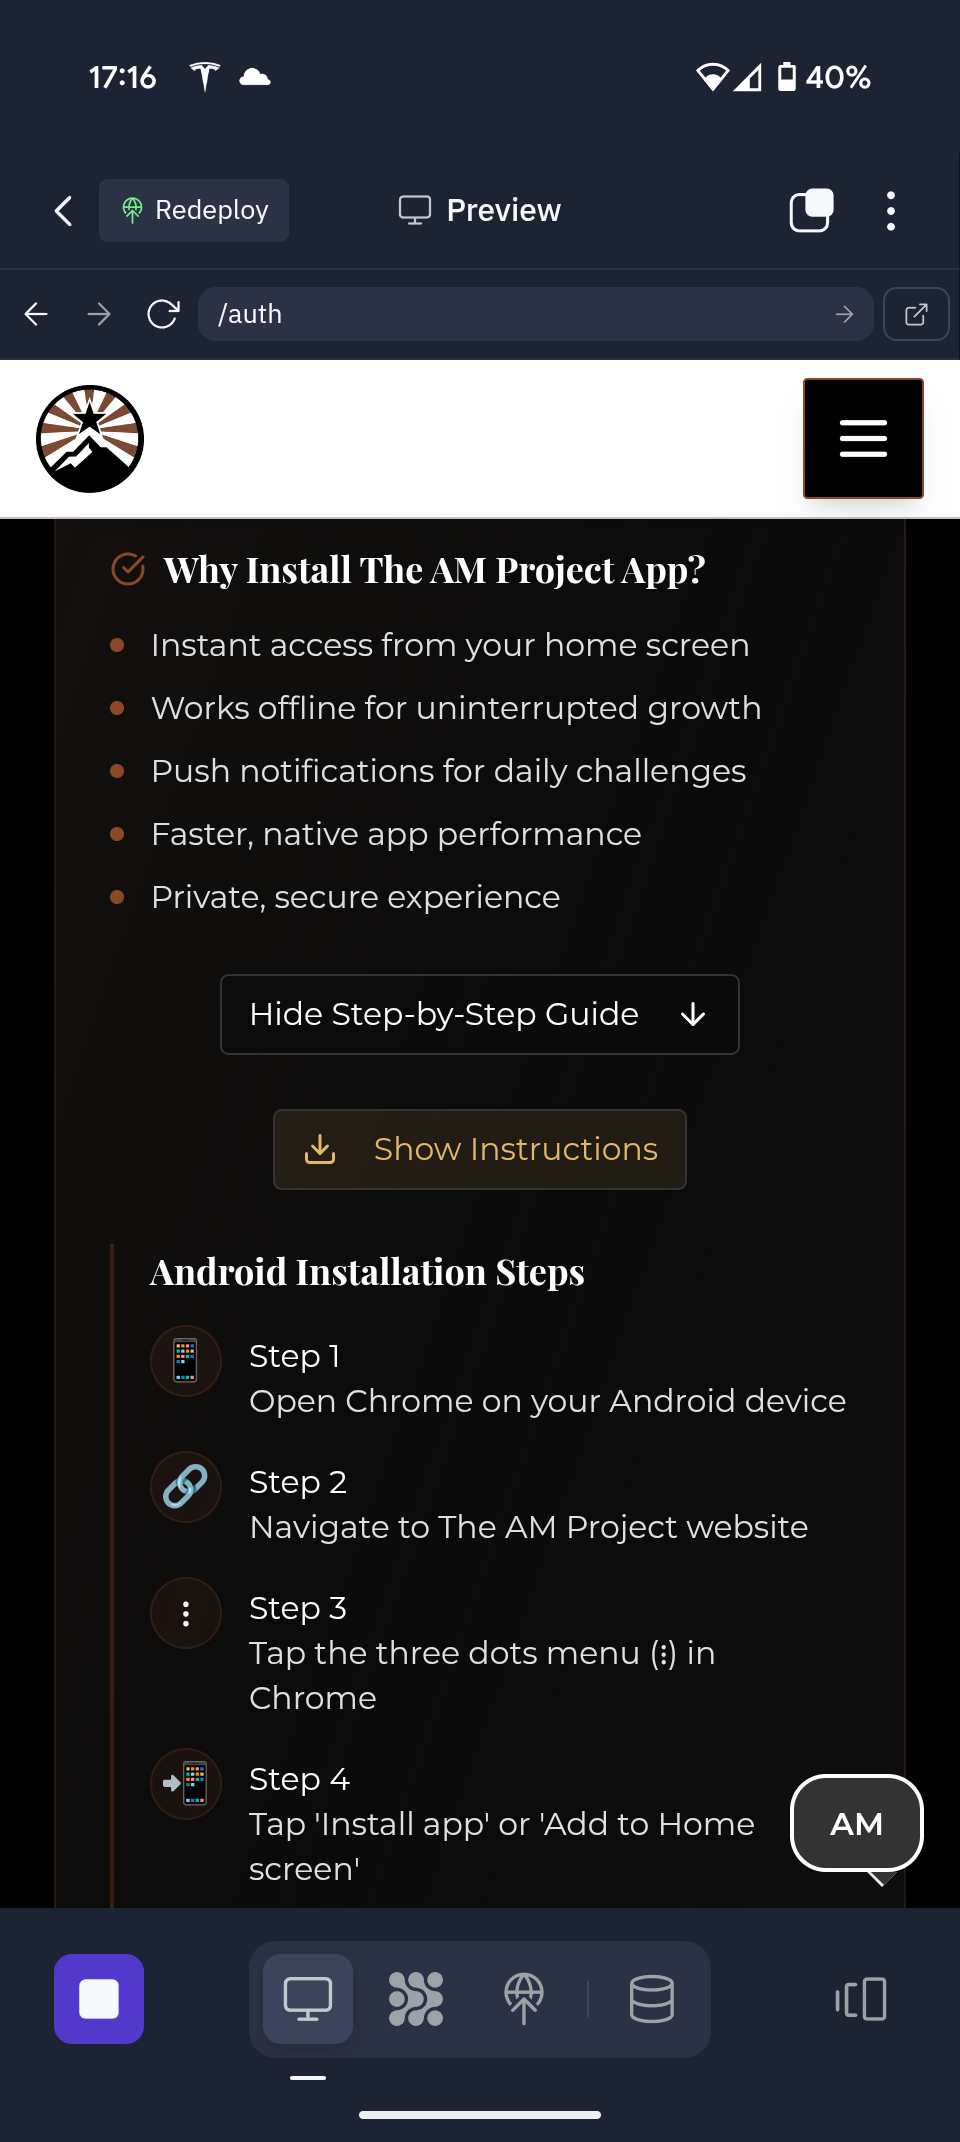 17:16
40%
Redeploy
Preview
/auth
Why Install The AM Project App?
Instant access from your home screen
Works offline for uninterrupted growth
Push notifications for daily challenges
Faster, native app performance
Private, secure experience
Hide Step-by-Step Guide
Show Instructions
Android Installation Steps
Step 1
Open Chrome on your Android device
Step 2
Navigate to The AM Project website
Step 3
Tap the three dots menu (⋮) in
Chrome
Step 4
Tap 'Install app' or 'Add to Home
screen'
AM